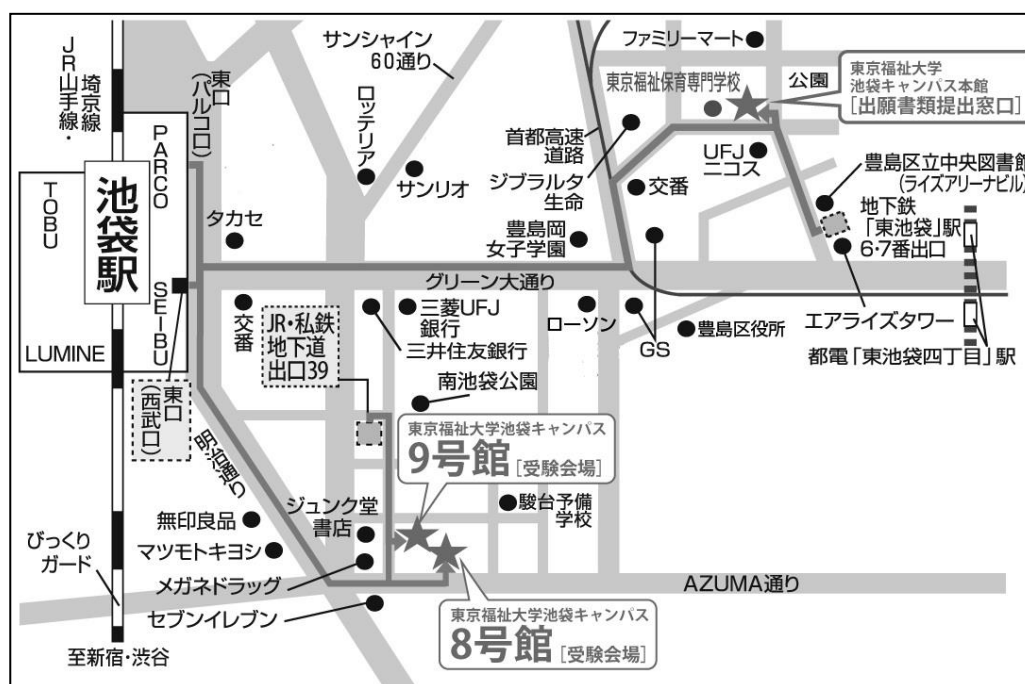 JR山手線・
埼京線
池袋駅
TOBU
PARCO
SEIBU
LUMINE
東口
(パルコ口)
東口
(西武口)
サンシャイン
60通り
ロッテリア
サンリオ
タカセ
首都高速
道路
ジブラルタ
生命
豊島岡
女子学園
ファミリーマート
東京福祉保育専門学校
公園
東京福祉大学
池袋キャンパス本館
[出願書類提出窓口]
UFJ
ニコス
交番
豊島区立中央図書館
(ライズアリーナビル)
地下鉄
「東池袋」駅
6・7番出口
グリーン大通り
交番
JR・私鉄
地下道
出口39
三菱UFJ
銀行
三井住友銀行
南池袋公園
ローソン
GS
豊島区役所
エアライズタワー
都電「東池袋四丁目」駅
明治通り
東京福祉大学池袋キャンパス
9号館[受験会場]
ジュンク堂
書店
駿台予備
学校
無印良品
マツモトキヨシ
メガネドラッグ
セブンイレブン
びっくり
ガード
AZUMA通り
東京福祉大学池袋キャンパス
8号館[受験会場]
至新宿・渋谷